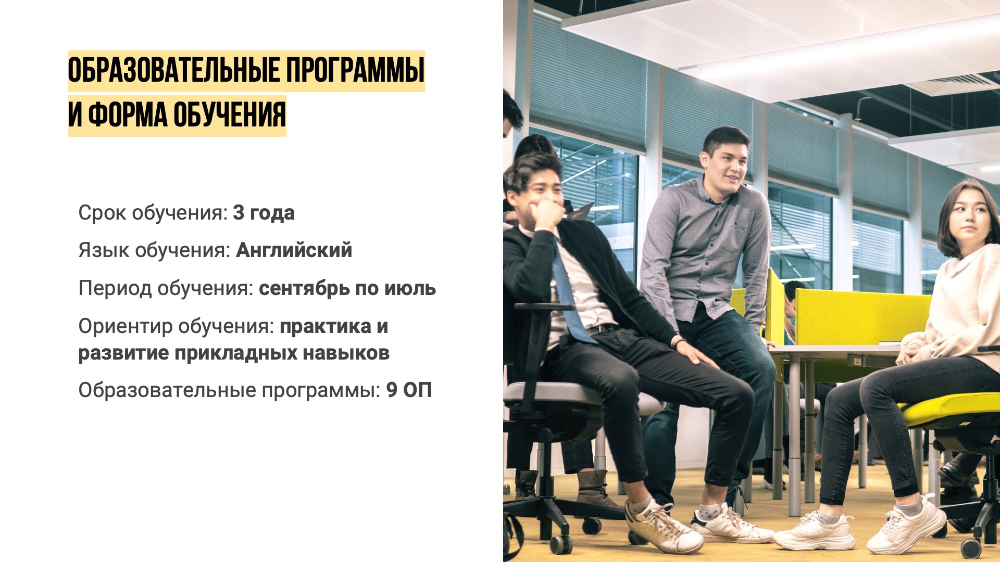 ОБРАЗОВАТЕЛЬНЫЕ ПРОГРАММЫ
И ФОРМА ОБУЧЕНИЯ
Срок обучения: 3 года
Язык обучения: Английский
Период обучения: сентябрь по июль
Ориентир обучения: практика и
развитие прикладных навыков
Образовательные программы: 9 ОП